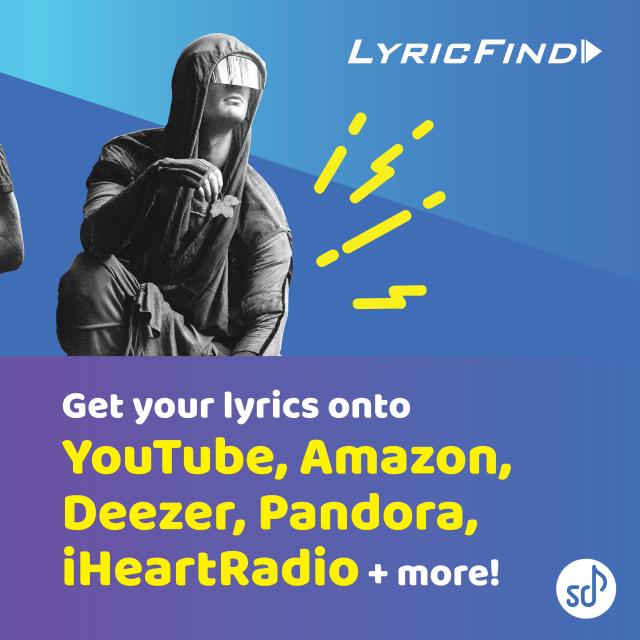 LYRICFIND
Get your lyrics onto
YouTube, Amazon,
Deezer, Pandora,
iHeartRadio + more!
sd